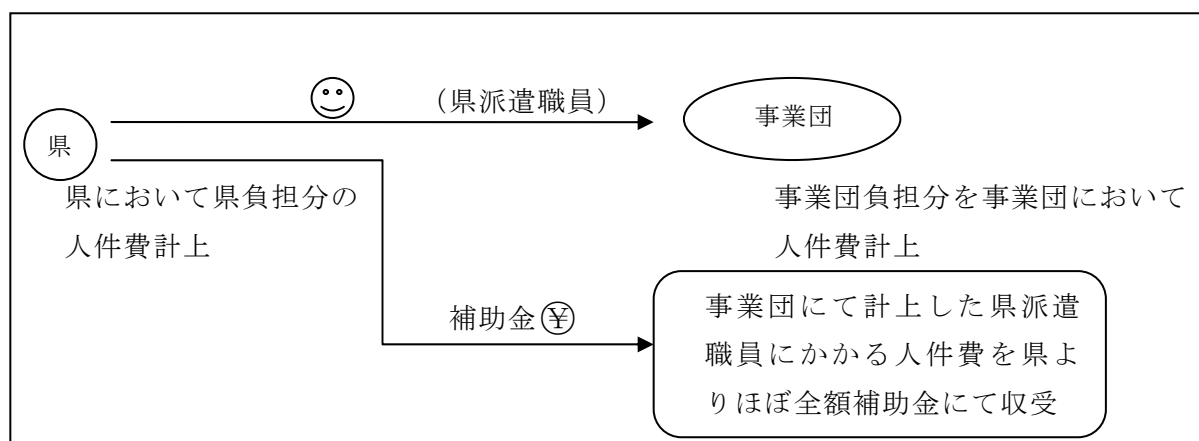 (県派遣職員)
事業団
県
県において県負担分の
人件費計上
事業団負担分を事業団において
人件費計上
補助金¥
事業団にて計上した県派遣
職員にかかる人件費を県よ
りほぼ全額補助金にて収受